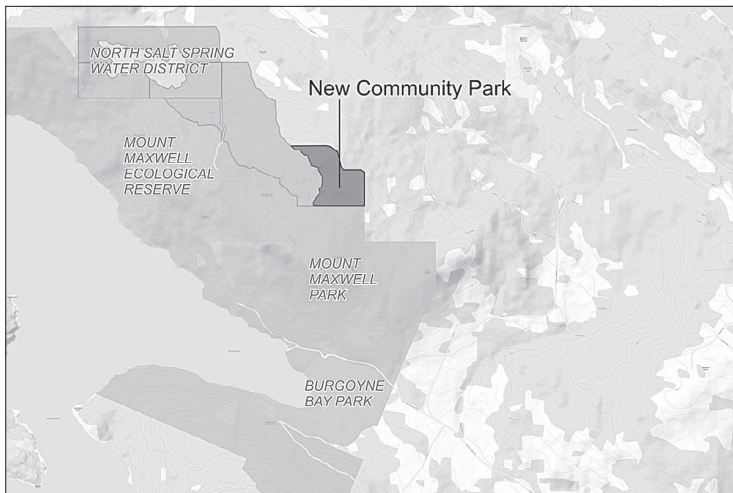 NORTH SALT SPRING
WATER DISTRICT
New Community Park
MOUNT
MAXWELL
ECOLOGICAL
RESERVE
MOUNT
MAXWELL
PARK
BURGOYNE
BAY PARK